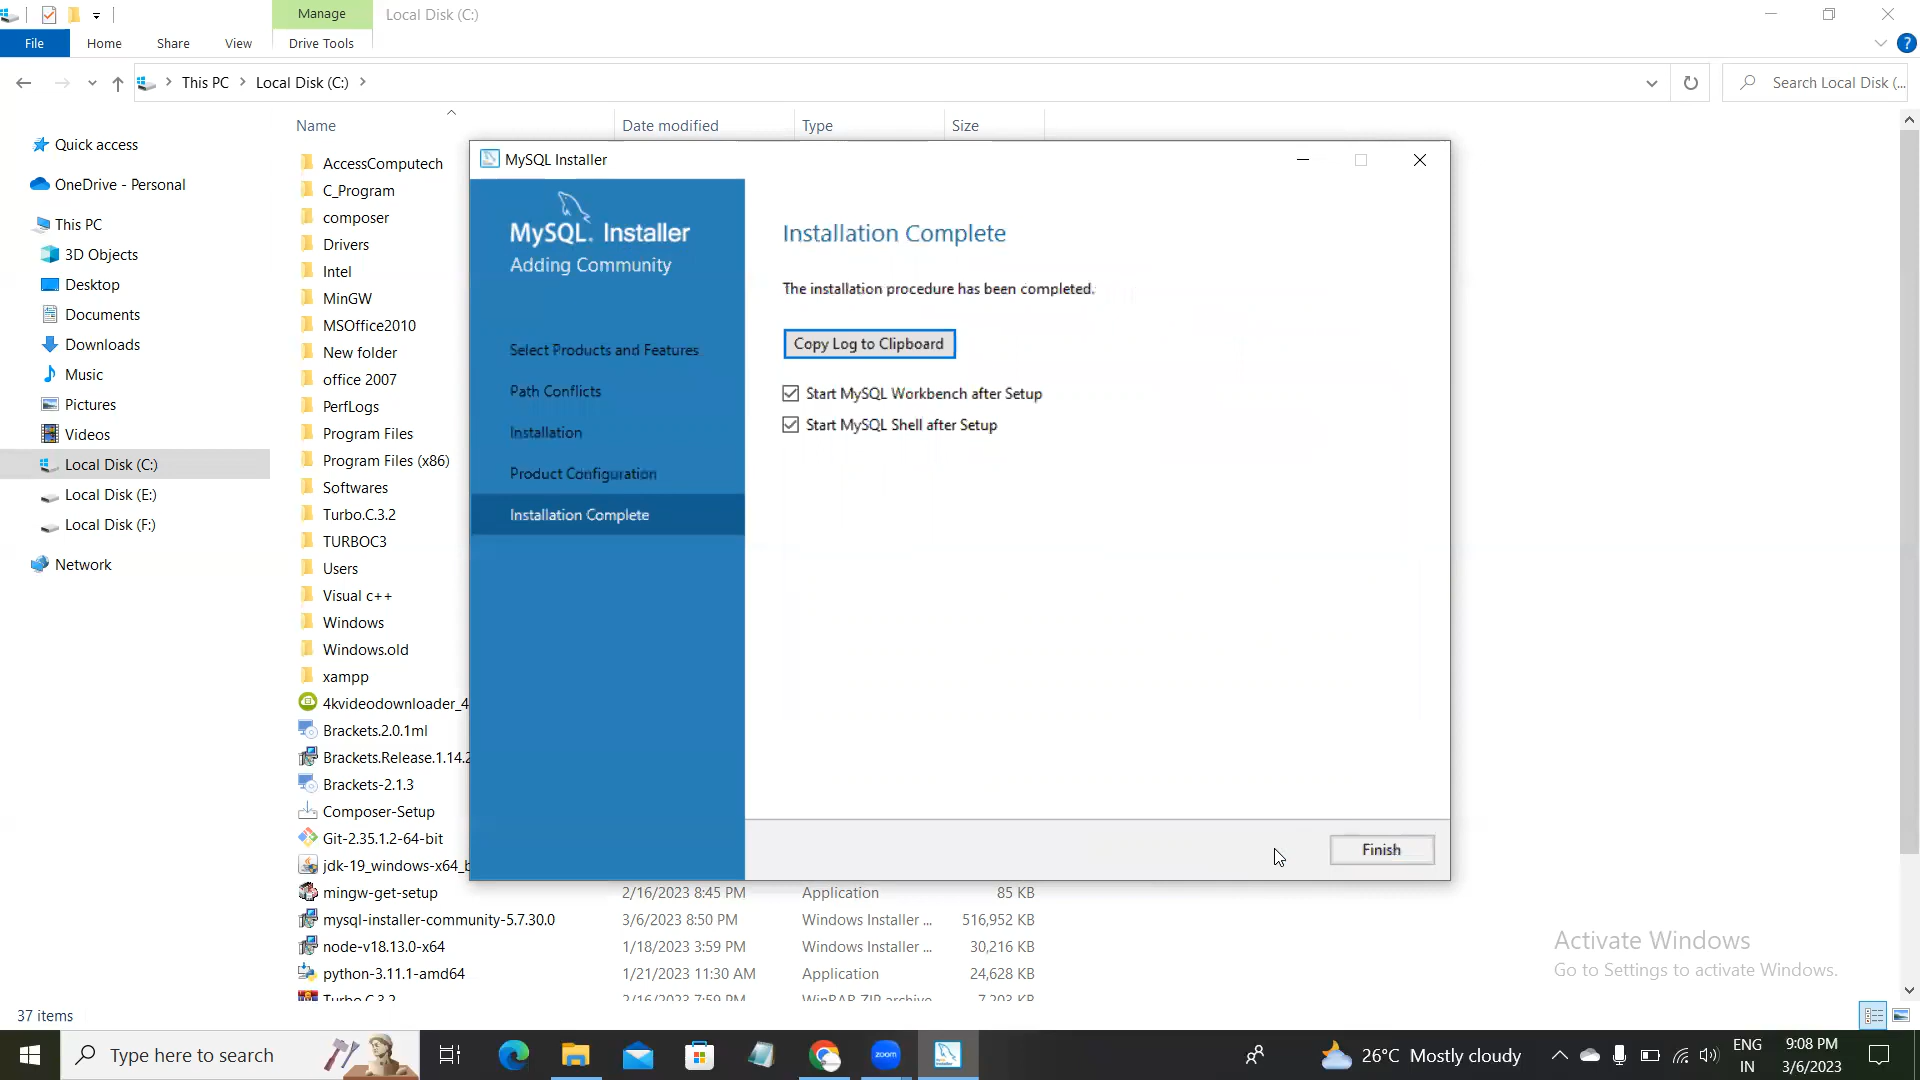 Manage
Local Disk (C:)
File
Home
Share
View
Drive Tools
This PC
Local Disk (C:)
Search Local Disk (...
Name
Date modified
Type
Size
Quick access
OneDrive - Personal
This PC
3D Objects
Desktop
Documents
Downloads
Music
Pictures
Videos
Local Disk (C:)
Local Disk (E:)
Local Disk (F:)
Network
AccessComputech
C_Program
composer
Drivers
Intel
MinGW
MSOffice2010
New folder
office 2007
PerfLogs
Program Files
Program Files (x86)
Softwares
Turbo.C.3.2
TURBOC3
Users
Visual c++
Windows
Windows.old
xampp
4kvideodownloader_4
Brackets.2.0.1ml
Brackets.Release.1.14.2
Brackets-2.1.3
Composer-Setup
Git-2.35.1.2-64-bit
jdk-19_windows-x64_b
mingw-get-setup 2/16/2023 8:45 PM Application 85 KB
mysql-installer-community-5.7.30.0 3/6/2023 8:50 PM Windows Installer ... 516,952 KB
node-v18.13.0-x64 1/18/2023 3:59 PM Windows Installer ... 30,216 KB
python-3.11.1-amd64 1/21/2023 11:30 AM Application 24,628 KB
Turbo.C.3.2 2/16/2023 7:59 PM WinRAR ZIP archive 7,203 KB
MySQL Installer
MySQL. Installer
Adding Community
Select Products and Features
Path Conflicts
Installation
Product Configuration
Installation Complete
Installation Complete
The installation procedure has been completed.
Copy Log to Clipboard
Start MySQL Workbench after Setup
Start MySQL Shell after Setup
Finish
Activate Windows
Go to Settings to activate Windows.
37 items
Type here to search
zoom
26°C Mostly cloudy
ENG
IN
9:08 PM
3/6/2023